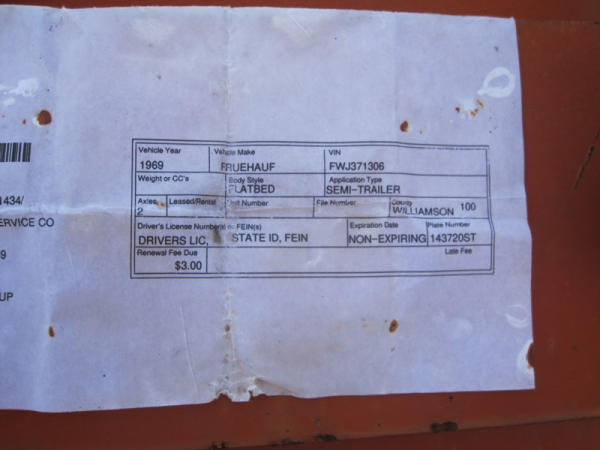 1434/
ERVICE CO
9
UP
Vehicle Year Vehicle Make VIN
1969 FRUEHAUF FWJ371306
Weight or CC's Body Style Application Type
FLATBED SEMI-TRAILER
Axles Leased/Rental Unit Number File Number County
2 WILLIAMSON 100
Driver's License Number(s) or FEIN(s) Expiration Date Plate Number
DRIVERS LIC, STATE ID, FEIN NON-EXPIRING 143720ST
Renewal Fee Due Late Fee
$3.00